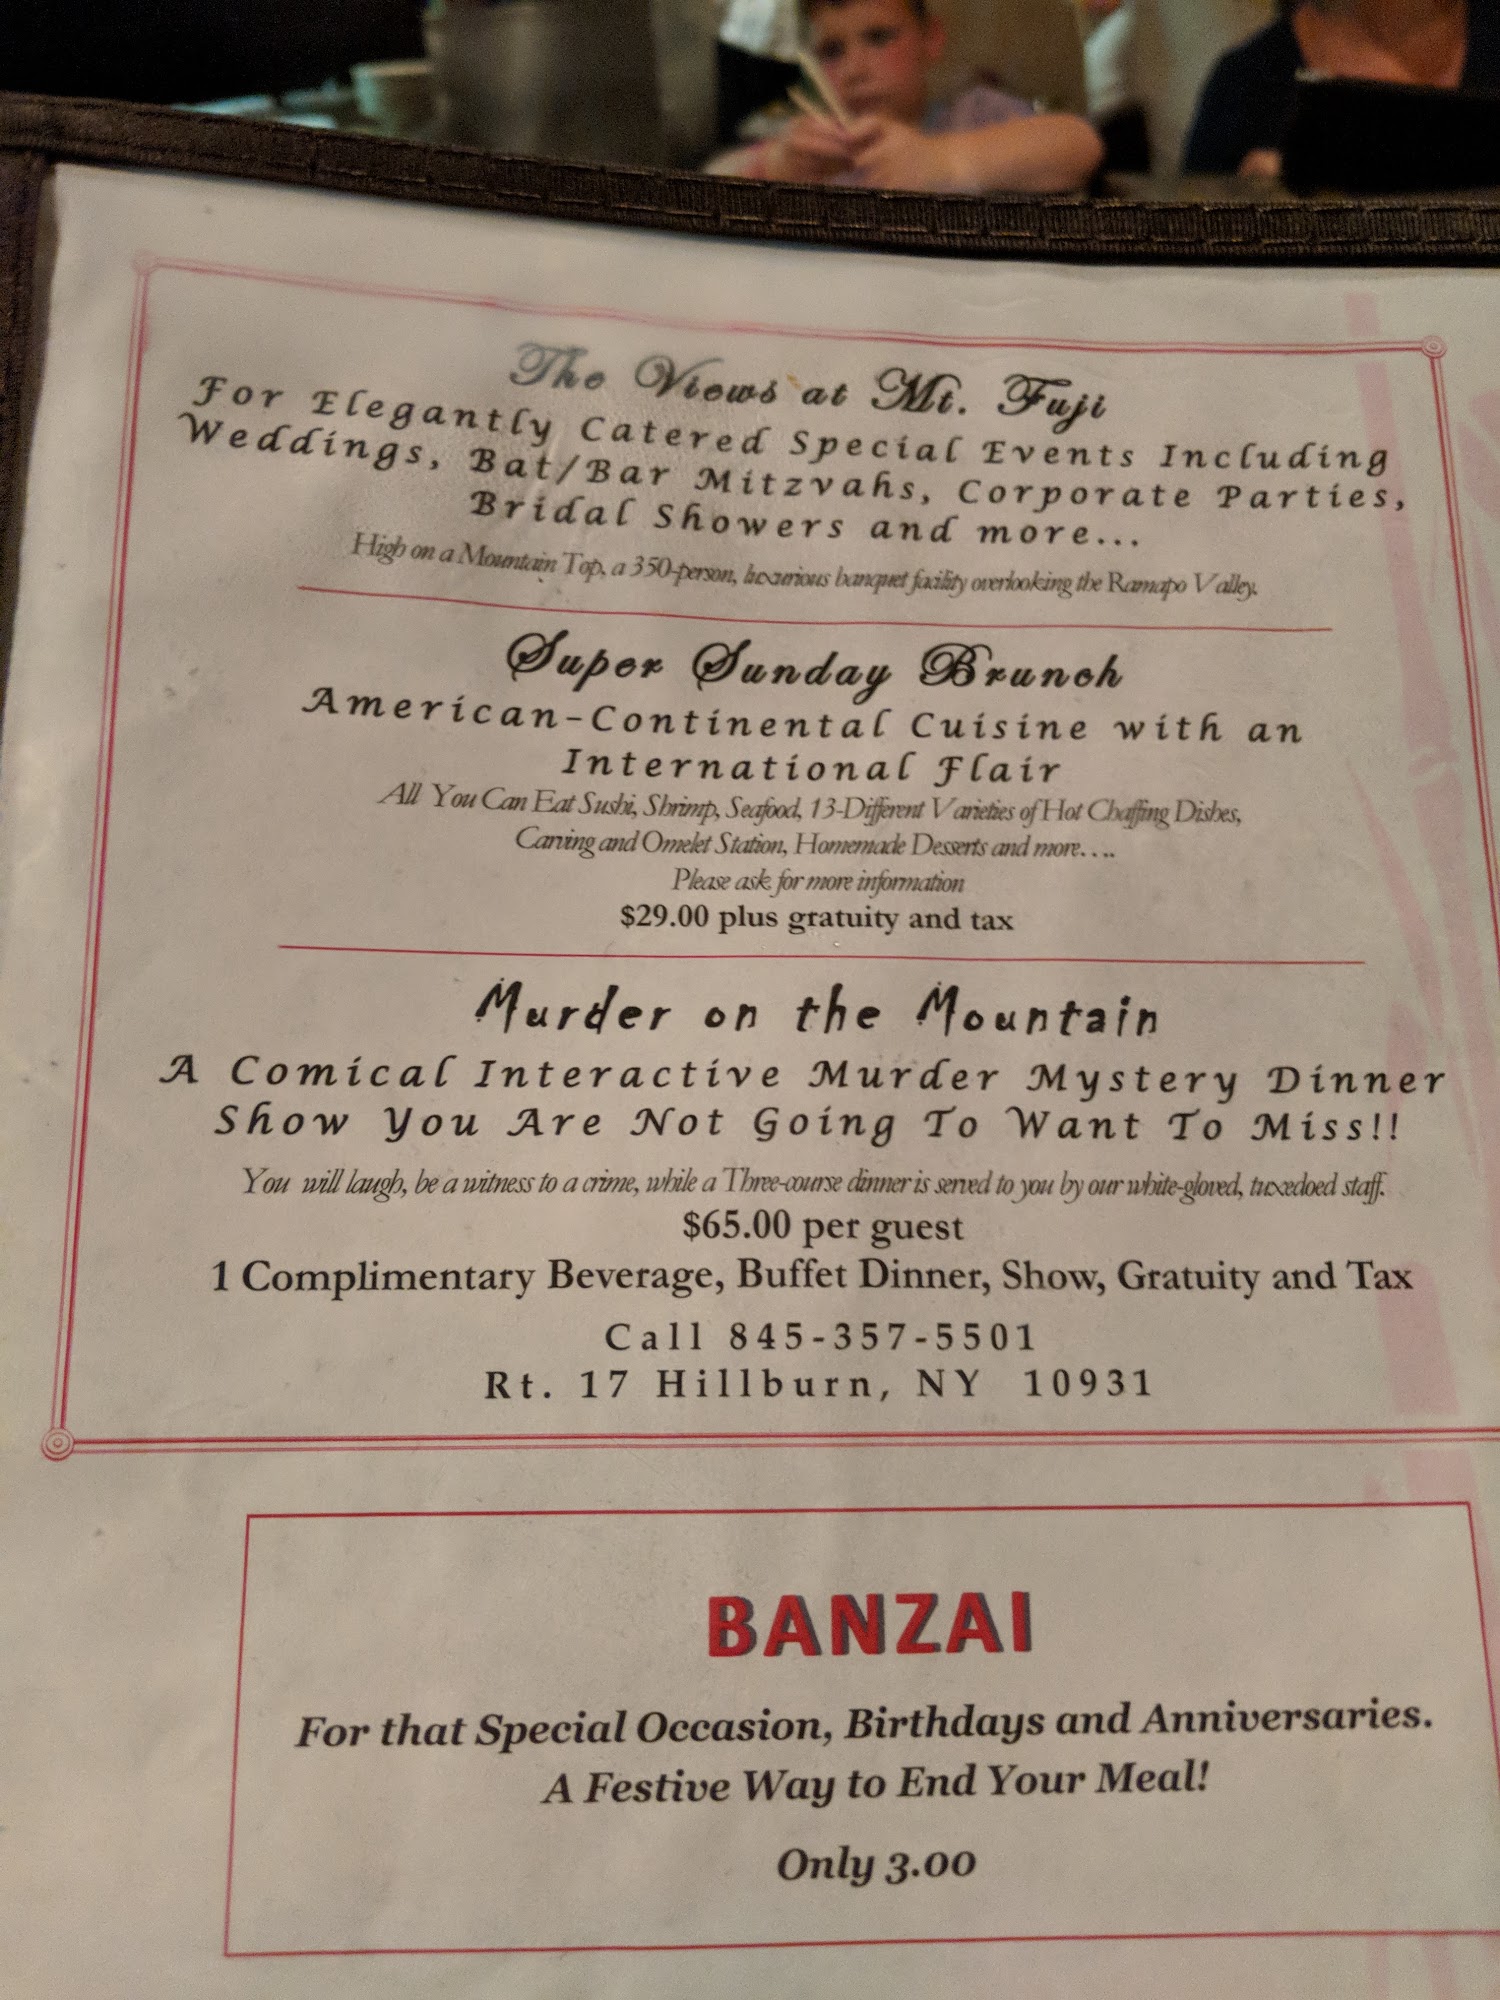 The Views at Mt. Fuji
For Elegantly Catered Special Events Including
Weddings, Bat/Bar Mitzvahs, Corporate Parties,
Bridal Showers and more...
High on a Mountain Top, a 350-person, luxurious banquet facility overlooking the Ramapo Valley.
Super Sunday Brunch
American-Continental Cuisine with an
International Flair
All You Can Eat Sushi, Shrimp, Seafood, 13-Different Varieties of Hot Chaffing Dishes,
Carving and Omelet Station, Homemade Desserts and more....
Please ask for more information
$29.00 plus gratuity and tax
Murder on the Mountain
A Comical Interactive Murder Mystery Dinner
Show You Are Not Going To Want To Miss!!
You will laugh, be a witness to a crime, while a Three-course dinner is served to you by our white-gloved, tuxedoed staff.
$65.00 per guest
1 Complimentary Beverage, Buffet Dinner, Show, Gratuity and Tax
Call 845-357-5501
Rt. 17 Hillburn, NY 10931
BANZAI
For that Special Occasion, Birthdays and Anniversaries.
A Festive Way to End Your Meal!
Only 3.00